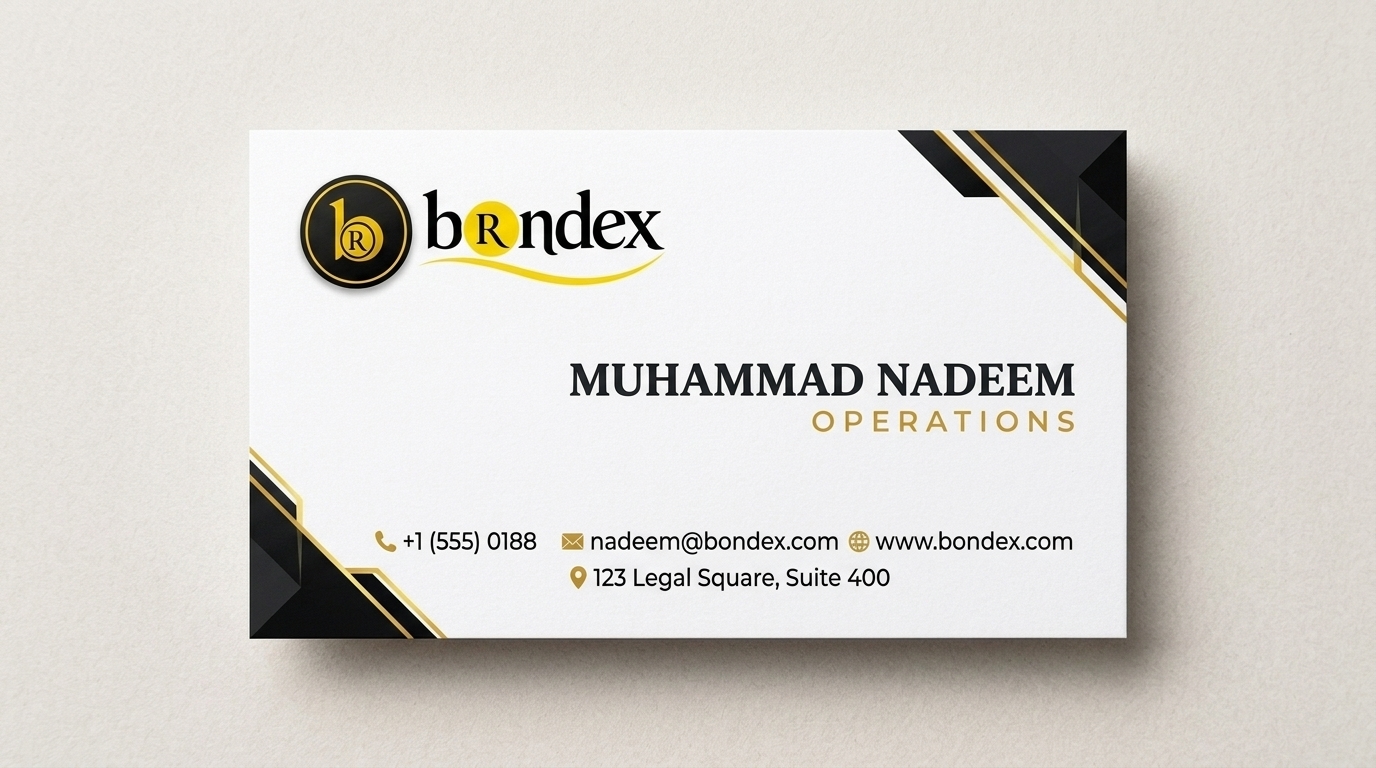 b R
bRndex
MUHAMMAD NADEEM
OPERATIONS
+1 (555) 0188 nadeem@bondex.com www.bondex.com
123 Legal Square, Suite 400